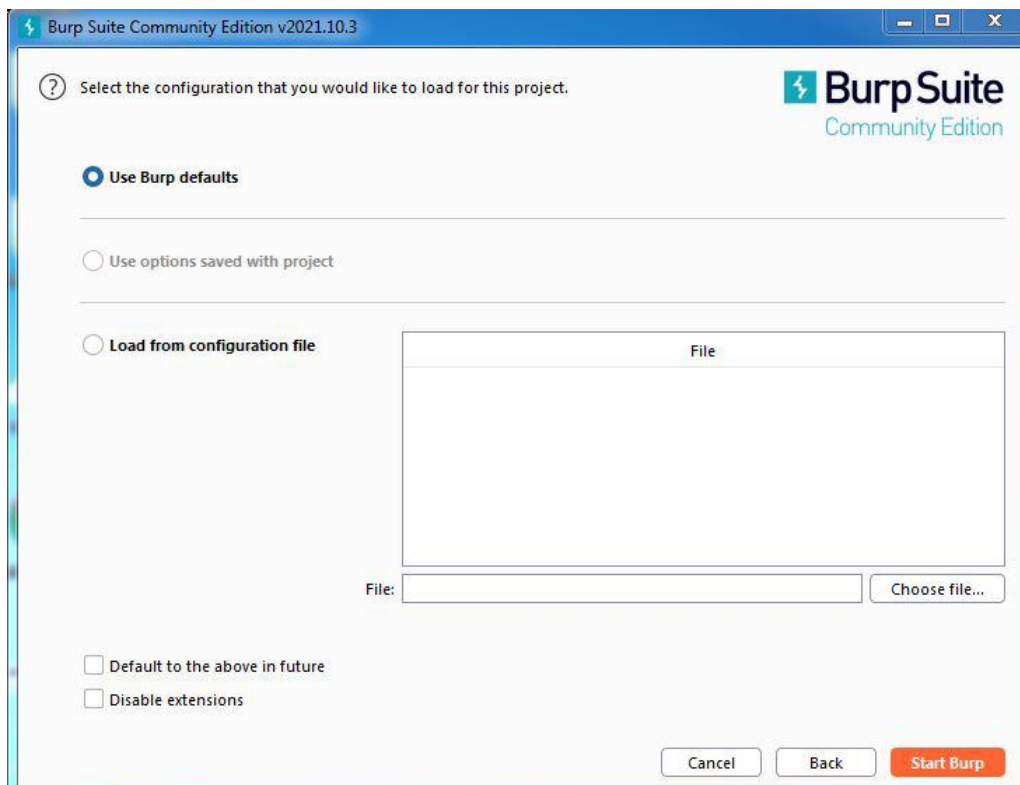 Burp Suite Community Edition v2021.10.3
Select the configuration that you would like to load for this project.
Burp Suite
Community Edition
Use Burp defaults
Use options saved with project
Load from configuration file
File
File:
Choose file...
Default to the above in future
Disable extensions
Cancel
Back
Start Burp